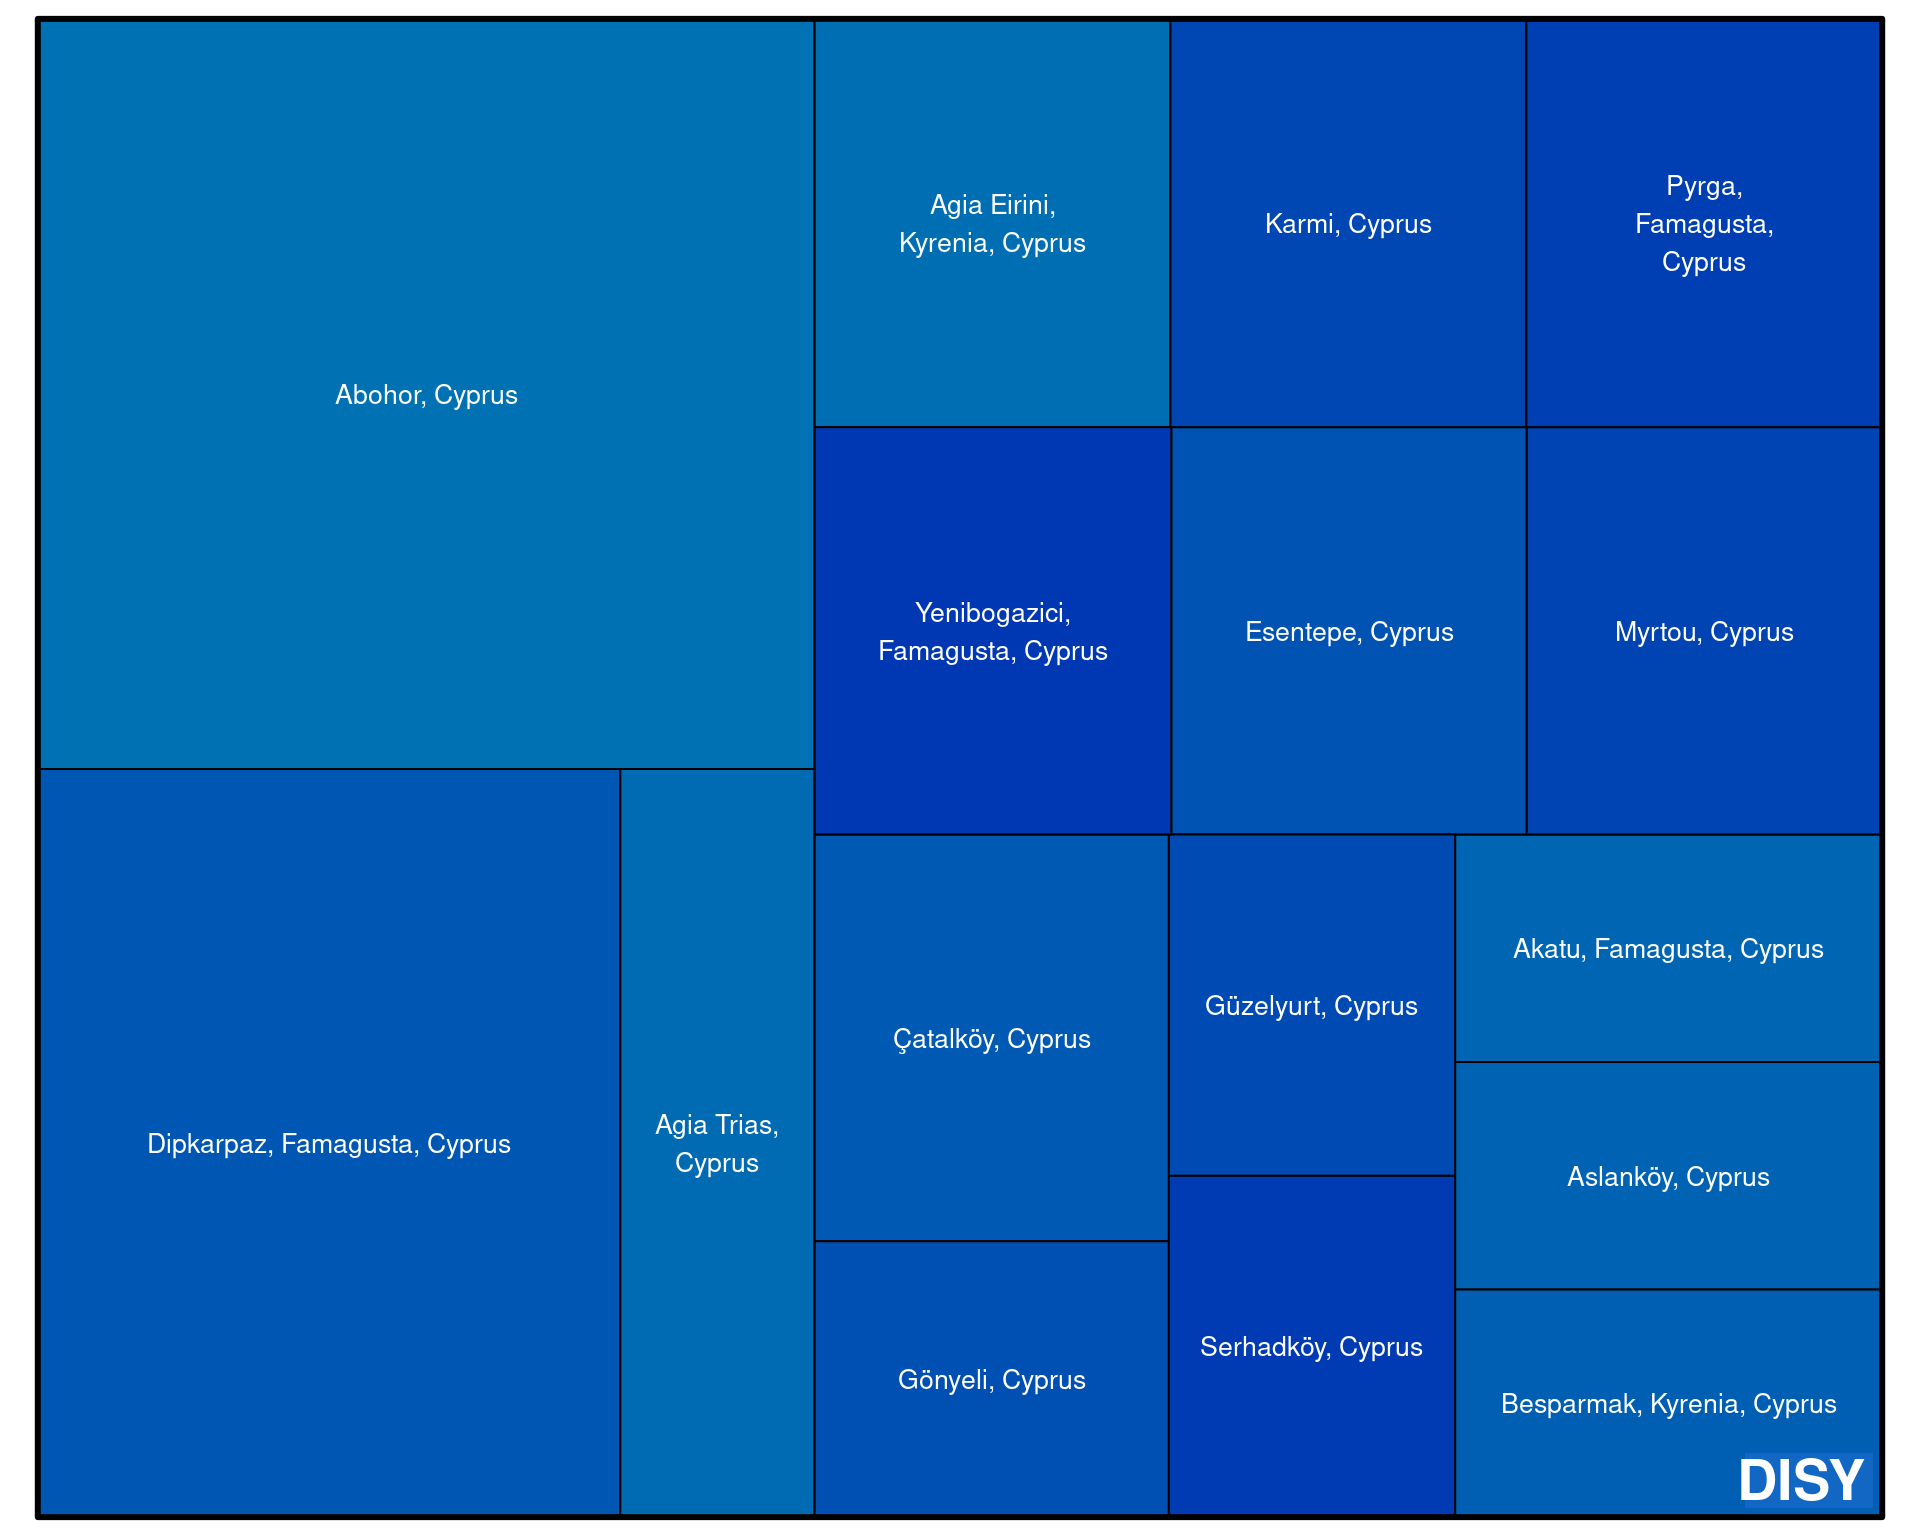 Abohor, Cyprus
Agia Eirini,
Kyrenia, Cyprus
Karmi, Cyprus
Pyrga,
Famagusta,
Cyprus
Yenibogazici,
Famagusta, Cyprus
Esentepe, Cyprus
Myrtou, Cyprus
Dipkarpaz, Famagusta, Cyprus
Agia Trias,
Cyprus
Çatalköy, Cyprus
Güzelyurt, Cyprus
Akatu, Famagusta, Cyprus
Aslanköy, Cyprus
Gönyeli, Cyprus
Serhadköy, Cyprus
Besparmak, Kyrenia, Cyprus
DISY